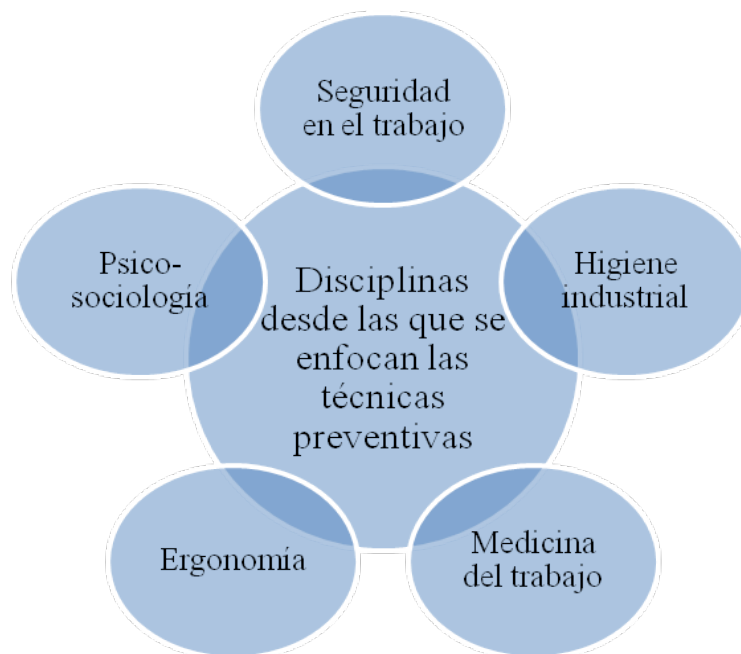 Seguridad
en el trabajo
Psico-
sociología
Higiene
industrial
Disciplinas
desde las que se
enfocan las
técnicas
preventivas
Ergonomía
Medicina
del trabajo